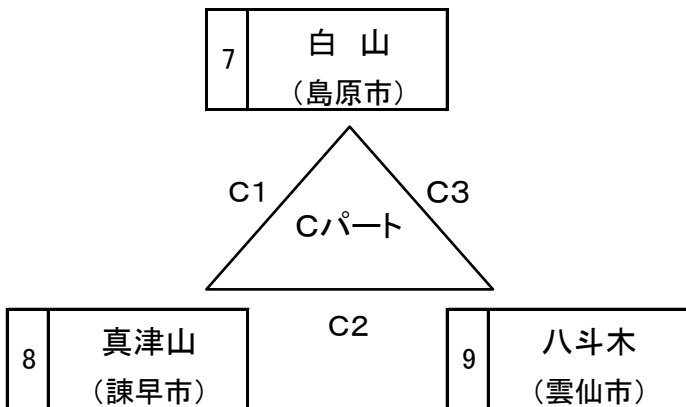 7
白 山
（島原市）
C1
C3
Cパート
C2
8
真津山
（諫早市）
9
八斗木
（雲仙市）